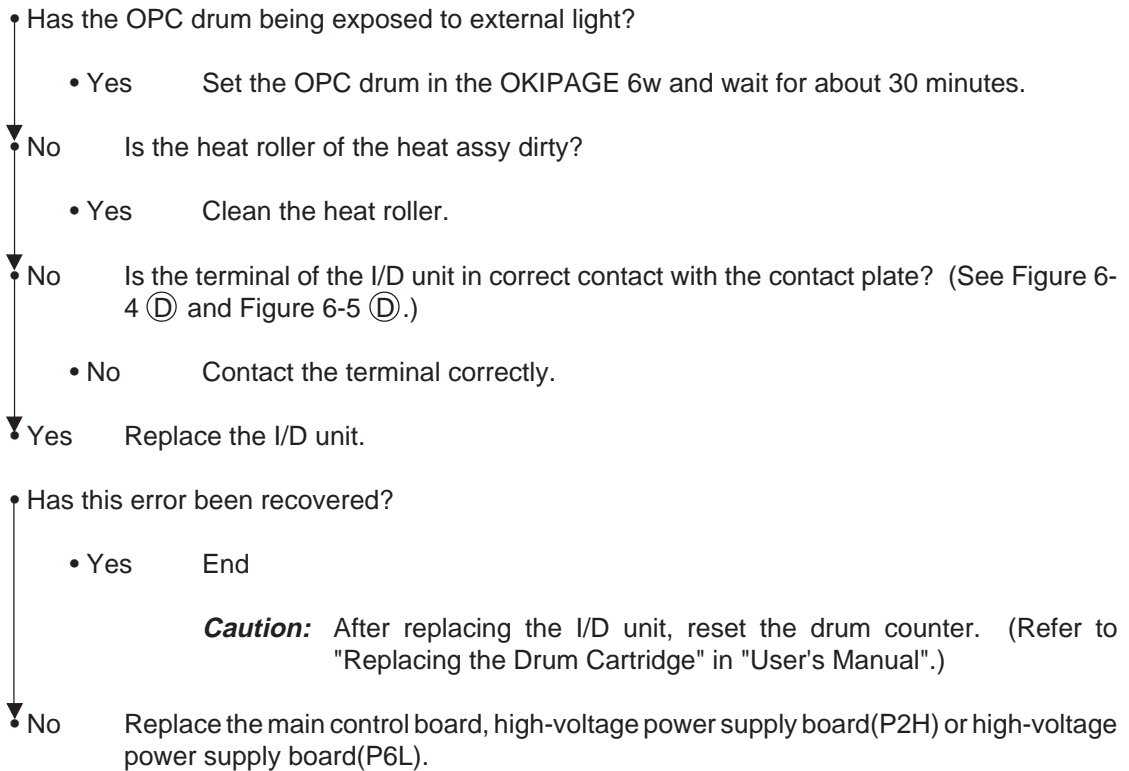 • Has the OPC drum being exposed to external light?
• Yes Set the OPC drum in the OKIPAGE 6w and wait for about 30 minutes.
• No Is the heat roller of the heat assy dirty?
• Yes Clean the heat roller.
• No Is the terminal of the I/D unit in correct contact with the contact plate? (See Figure 6-
4 Ⓓ and Figure 6-5 Ⓓ.)
• No Contact the terminal correctly.
• Yes Replace the I/D unit.
• Has this error been recovered?
• Yes End
Caution: After replacing the I/D unit, reset the drum counter. (Refer to
"Replacing the Drum Cartridge" in "User's Manual".)
• No Replace the main control board, high-voltage power supply board(P2H) or high-voltage
power supply board(P6L).